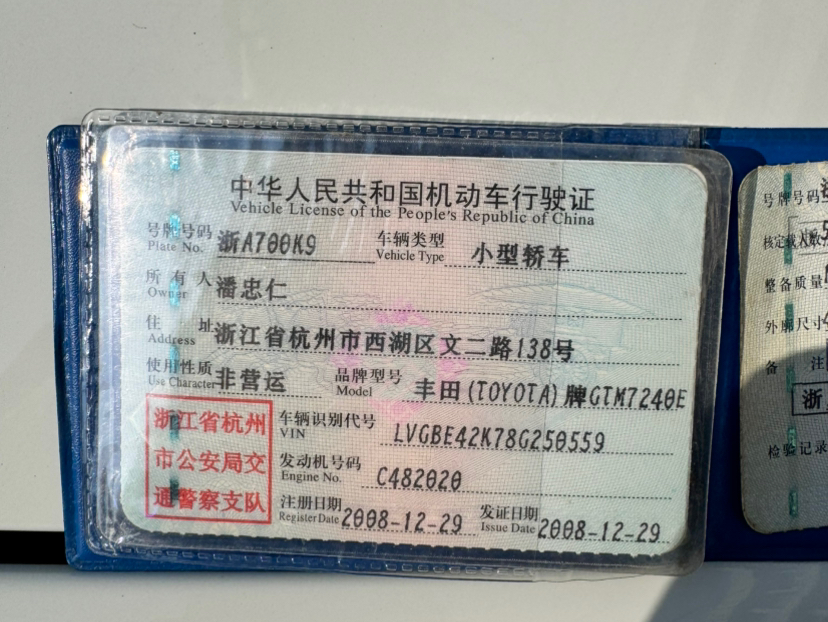 中华人民共和国机动车行驶证
Vehicle License of the People's Republic of China
号牌号码 浙A700K9 车辆类型 小型轿车
Plate No. Vehicle Type
所有人 潘忠仁
Owner
住址 浙江省杭州市西湖区文二路138号
Address
使用性质 非营运 品牌型号 丰田(TOYOTA)牌GTM7240E
Use Character Model
浙江省杭州
市公安局交
通警察支队
车辆识别代号 LVGBE42K78G250559
VIN
发动机号码 C482020
Engine No.
注册日期 2008-12-29 发证日期 2008-12-29
Register Date Issue Date
号牌号码
核定载人数 5
整备质量
外廓尺寸
备注
浙
检验记录